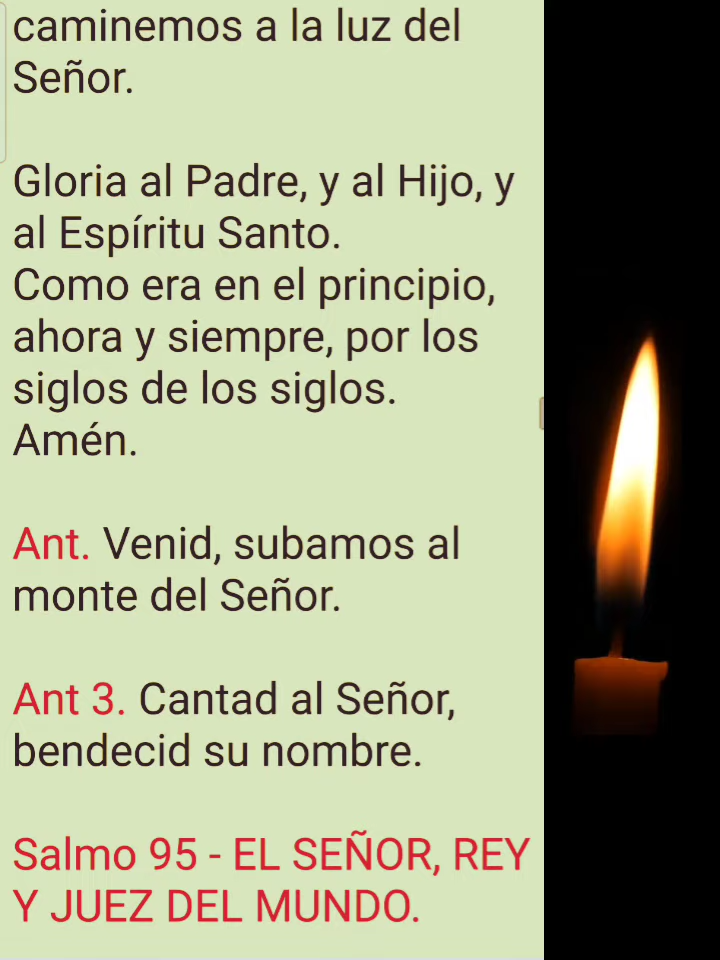 caminemos a la luz del
Señor.
Gloria al Padre, y al Hijo, y
al Espíritu Santo.
Como era en el principio,
ahora y siempre, por los
siglos de los siglos.
Amén.
Ant. Venid, subamos al
monte del Señor.
Ant 3. Cantad al Señor,
bendecid su nombre.
Salmo 95 - EL SEÑOR, REY
Y JUEZ DEL MUNDO.